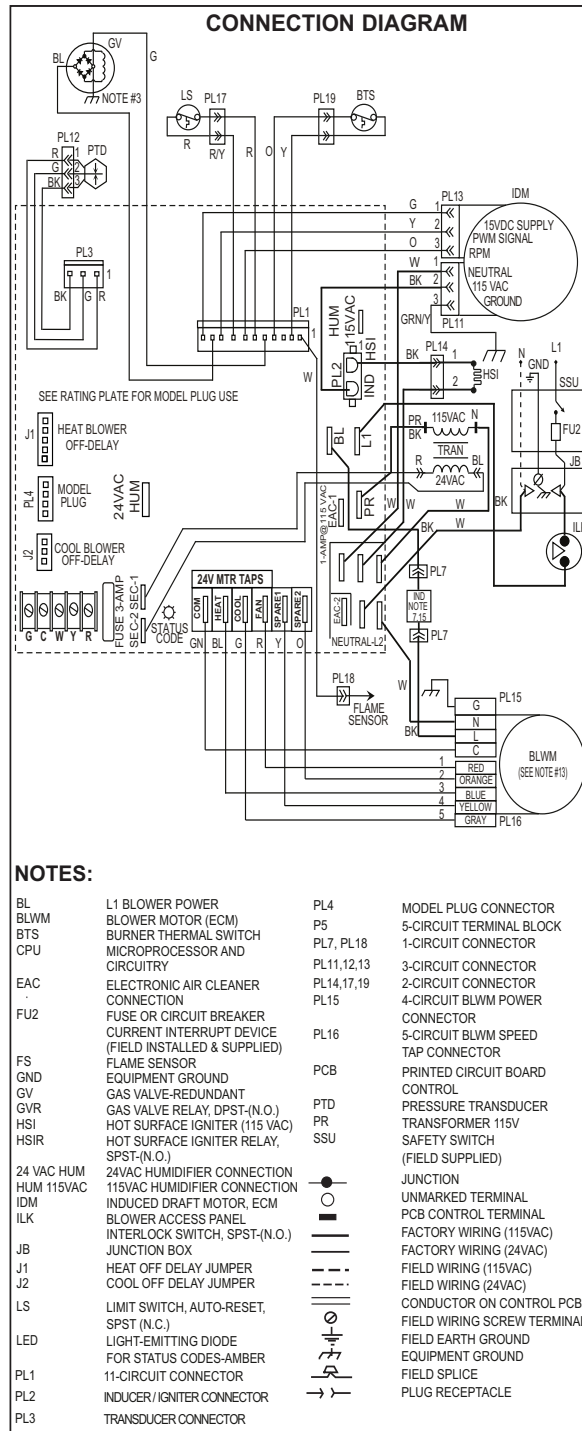 CONNECTION DIAGRAM
GV
BL
G
NOTE #3
LS
PL17
PL19
BTS
R
R/Y
R
O
Y
PL12
PTD
R
1
G
2
BK
3
PL3
1
BK
G
R
PL13
IDM
G
1
15VDC SUPPLY
Y
2
PWM SIGNAL
O
3
RPM
W
1
NEUTRAL
BK
2
115 VAC
3
GROUND
GRN/Y
PL11
PL1
1
W
HUM
115VAC
1
HSI
PL2
IND
BK
PL14
1
2
HSI
N
L1
GND
SSU
FU2
JB
ILK
SEE RATING PLATE FOR MODEL PLUG USE
J1
HEAT BLOWER
OFF-DELAY
PL4
MODEL
PLUG
24VAC
HUM
J2
COOL BLOWER
OFF-DELAY
BL
L1
PR
BK
115VAC
N
TRAN
R
24VAC
BL
1-AMP@115 VAC
EAC-1
PR
W
W
W
BK
W
BK
FUSE 3-AMP
SEC-2
SEC-1
STATUS
CODE
24V MTR TAPS
COM
HEAT
COOL
FAN
SPARE1
SPARE2
EAC-2
NEUTRAL-L2
G C W Y R
GN
BL
G
R
Y
O
PL7
IND
NOTE
7,15
PL7
PL18
FLAME
SENSOR
W
BK
G
PL15
N
L
C
BLWM
(SEE NOTE #13)
1
RED
2
ORANGE
3
BLUE
4
YELLOW
5
GRAY
PL16
NOTES:
BL L1 BLOWER POWER
BLWM BLOWER MOTOR (ECM)
BTS BURNER THERMAL SWITCH
CPU MICROPROCESSOR AND
CIRCUITRY
EAC ELECTRONIC AIR CLEANER
CONNECTION
FU2 FUSE OR CIRCUIT BREAKER
CURRENT INTERRUPT DEVICE
(FIELD INSTALLED & SUPPLIED)
FS FLAME SENSOR
GND EQUIPMENT GROUND
GV GAS VALVE-REDUNDANT
GVR GAS VALVE RELAY, DPST-(N.O.)
HSI HOT SURFACE IGNITER (115 VAC)
HSIR HOT SURFACE IGNITER RELAY,
SPST-(N.O.)
24 VAC HUM 24VAC HUMIDIFIER CONNECTION
HUM 115VAC 115VAC HUMIDIFIER CONNECTION
IDM INDUCED DRAFT MOTOR, ECM
ILK BLOWER ACCESS PANEL
INTERLOCK SWITCH, SPST-(N.O.)
JB JUNCTION BOX
J1 HEAT OFF DELAY JUMPER
J2 COOL OFF DELAY JUMPER
LS LIMIT SWITCH, AUTO-RESET,
SPST (N.C.)
LED LIGHT-EMITTING DIODE
FOR STATUS CODES-AMBER
PL1 11-CIRCUIT CONNECTOR
PL2 INDUCER / IGNITER CONNECTOR
PL3 TRANSDUCER CONNECTOR
PL4 MODEL PLUG CONNECTOR
P5 5-CIRCUIT TERMINAL BLOCK
PL7, PL18 1-CIRCUIT CONNECTOR
PL11,12,13 3-CIRCUIT CONNECTOR
PL14,17,19 2-CIRCUIT CONNECTOR
PL15 4-CIRCUIT BLWM POWER
CONNECTOR
PL16 5-CIRCUIT BLWM SPEED
TAP CONNECTOR
PCB PRINTED CIRCUIT BOARD
CONTROL
PTD PRESSURE TRANSDUCER
PR TRANSFORMER 115V
SSU SAFETY SWITCH
(FIELD SUPPLIED)
JUNCTION
UNMARKED TERMINAL
PCB CONTROL TERMINAL
FACTORY WIRING (115VAC)
FACTORY WIRING (24VAC)
FIELD WIRING (115VAC)
FIELD WIRING (24VAC)
CONDUCTOR ON CONTROL PCB
FIELD WIRING SCREW TERMINAL
FIELD EARTH GROUND
EQUIPMENT GROUND
FIELD SPLICE
PLUG RECEPTACLE